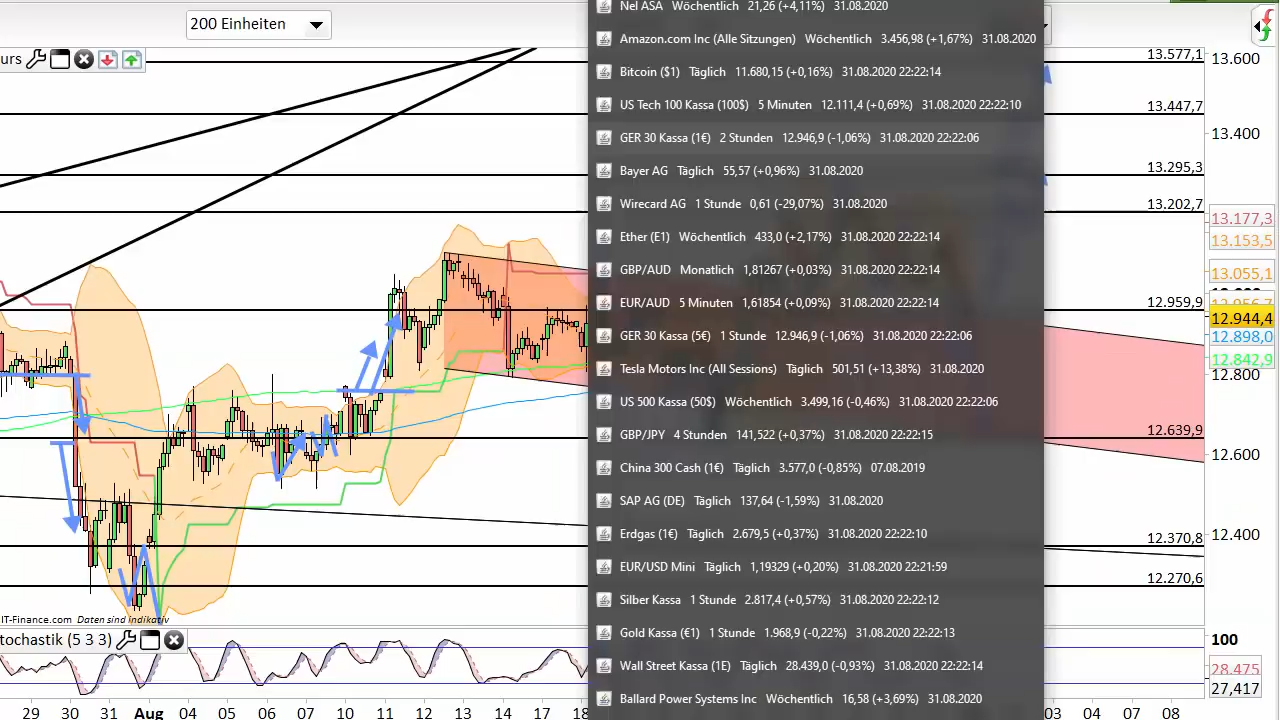 200 Einheiten
urs
Nel ASA Wöchentlich 21,26 (+4,11%) 31.08.2020
Amazon.com Inc (Alle Sitzungen) Wöchentlich 3.456,98 (+1,67%) 31.08.2020
Bitcoin ($1) Täglich 11.680,15 (+0,16%) 31.08.2020 22:22:14
US Tech 100 Kassa (100$) 5 Minuten 12.111,4 (+0,69%) 31.08.2020 22:22:10
GER 30 Kassa (1€) 2 Stunden 12.946,9 (-1,06%) 31.08.2020 22:22:06
Bayer AG Täglich 55,57 (+0,96%) 31.08.2020
Wirecard AG 1 Stunde 0,61 (-29,07%) 31.08.2020
Ether (E1) Wöchentlich 433,0 (+2,17%) 31.08.2020 22:22:14
GBP/AUD Monatlich 1,81267 (+0,03%) 31.08.2020 22:22:14
EUR/AUD 5 Minuten 1,61854 (+0,09%) 31.08.2020 22:22:14
GER 30 Kassa (5€) 1 Stunde 12.946,9 (-1,06%) 31.08.2020 22:22:06
Tesla Motors Inc (All Sessions) Täglich 501,51 (+13,38%) 31.08.2020
US 500 Kassa (50$) Wöchentlich 3.499,16 (-0,46%) 31.08.2020 22:22:06
GBP/JPY 4 Stunden 141,522 (+0,37%) 31.08.2020 22:22:15
China 300 Cash (1€) Täglich 3.577,0 (-0,85%) 07.08.2019
SAP AG (DE) Täglich 137,64 (-1,59%) 31.08.2020
Erdgas (1€) Täglich 2.679,5 (+0,37%) 31.08.2020 22:22:10
EUR/USD Mini Täglich 1,19329 (+0,20%) 31.08.2020 22:21:59
Silber Kassa 1 Stunde 2.817,4 (+0,57%) 31.08.2020 22:22:12
Gold Kassa (€1) 1 Stunde 1.968,9 (-0,22%) 31.08.2020 22:22:13
Wall Street Kassa (1E) Täglich 28.439,0 (-0,93%) 31.08.2020 22:22:14
Ballard Power Systems Inc Wöchentlich 16,58 (+3,69%) 31.08.2020
13.577,1
13.447,7
13.295,3
13.202,7
12.959,9
12.639,9
12.370,8
12.270,6
13.600
13.400
13.177,3
13.153,5
13.055,1
12.944,4
12.898,0
12.842,9
12.800
12.600
12.400
IT-Finance.com Daten sind indikativ
tochastik (5 3 3)
100
28.475
27,417
29 30 31 Aug 04 05 06 07 10 11 12 13 14 17 18 03 04 07 08